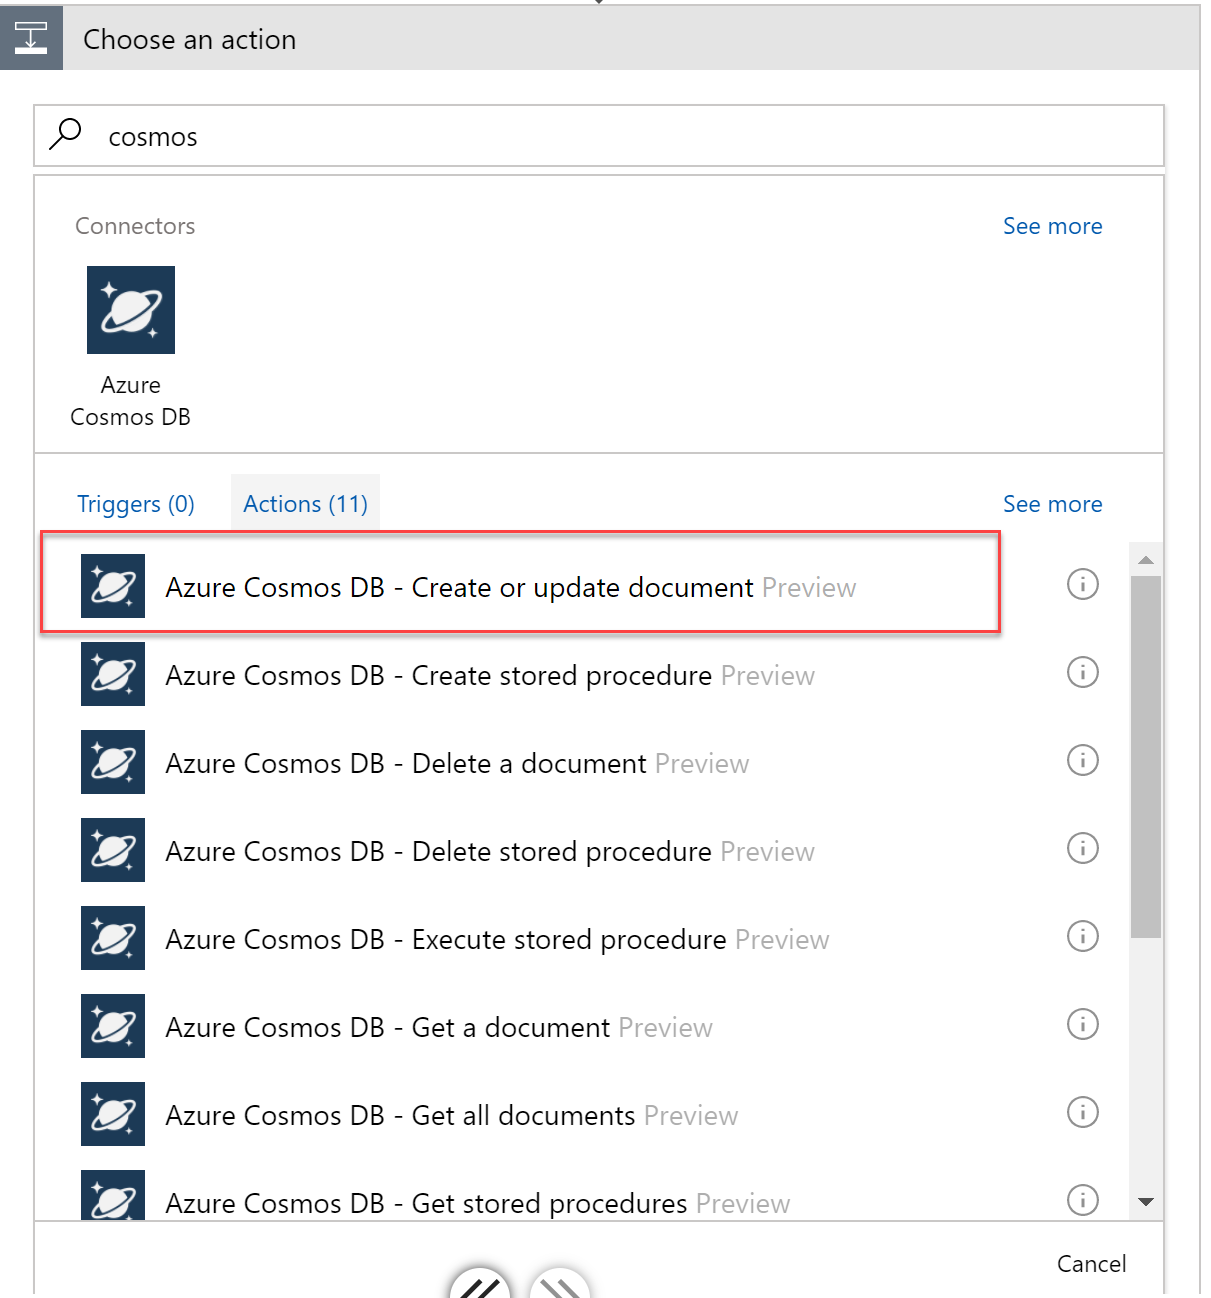 Choose an action
cosmos
Connectors
See more
Azure
Cosmos DB
Triggers (0)
Actions (11)
See more
Azure Cosmos DB - Create or update document Preview
Azure Cosmos DB - Create stored procedure Preview
Azure Cosmos DB - Delete a document Preview
Azure Cosmos DB - Delete stored procedure Preview
Azure Cosmos DB - Execute stored procedure Preview
Azure Cosmos DB - Get a document Preview
Azure Cosmos DB - Get all documents Preview
Azure Cosmos DB - Get stored procedures Preview
Cancel